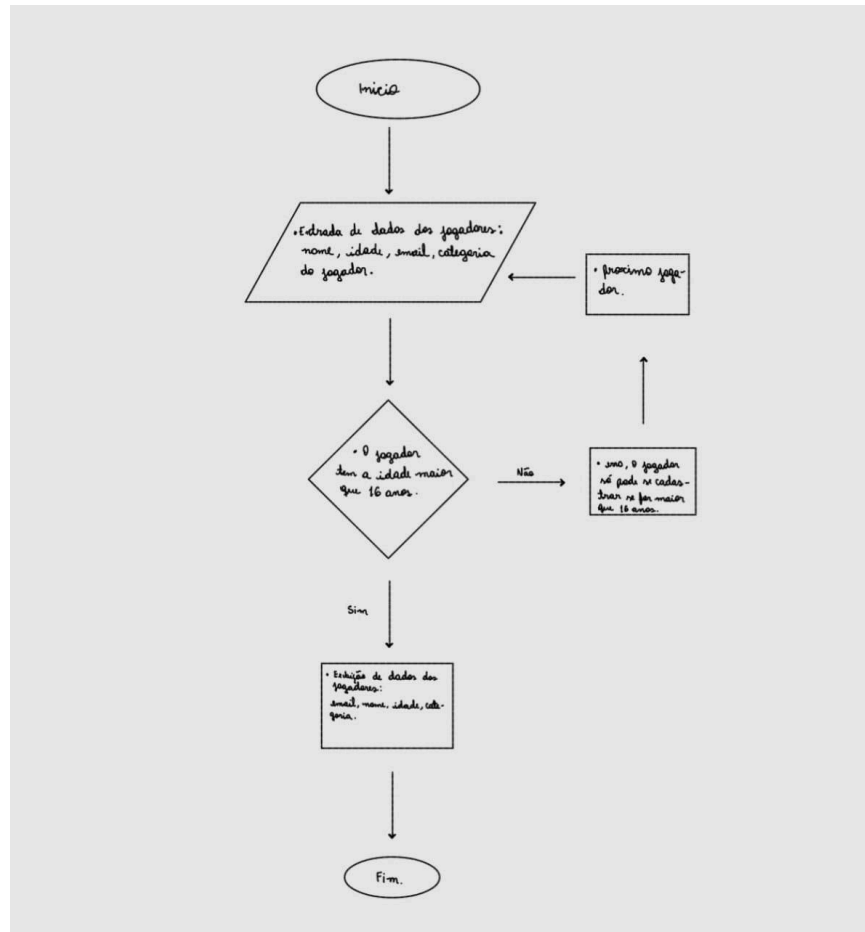 Inicio
• Entrada de dados dos jogadores:
nome, idade, email, categoria
do jogador.
• proximo joga-
dor.
• O jogador
tem a idade maior
que 16 anos.
Não
• erro, O jogador
só pode se cadas-
trar se for maior
que 16 anos.
Sim
• Exibição de dados dos
jogadores:
email, nome, idade, cate-
goria.
Fim.